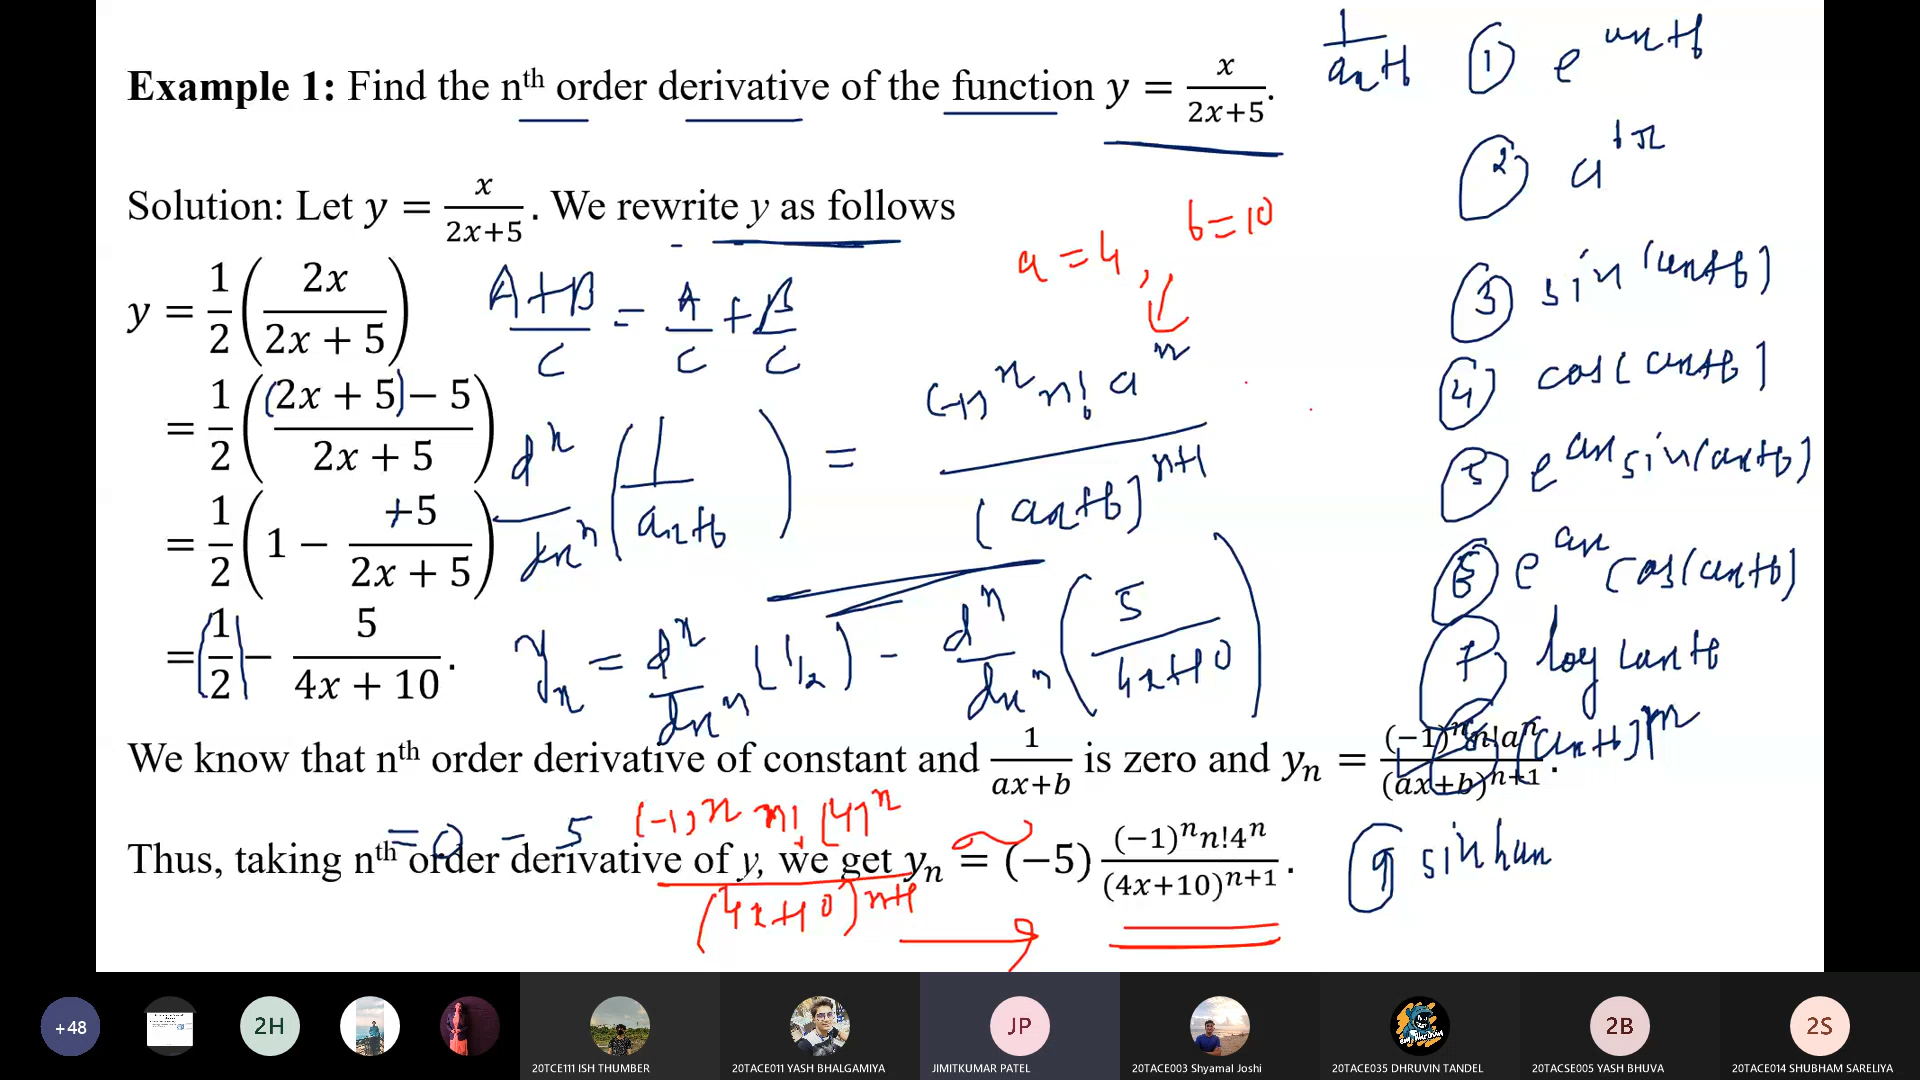 Example 1: Find the nth order derivative of the function y = x/(2x+5).
1/(ax+b)
① e^(ax+b)
② a^(bx)
Solution: Let y = x/(2x+5). We rewrite y as follows
a = 4, b = 10
③ sin(ax+b)
y = 1/2 (2x/(2x + 5))
(A+B)/C = A/C + B/C
④ cos(ax+b)
= 1/2 (((2x + 5) − 5)/(2x + 5))
d^n/dx^n (1/(ax+b)) = (-1)^n n! a^n / (ax+b)^(n+1)
⑤ e^(ax) sin(ax+b)
= 1/2 (1 − +5/(2x + 5))
⑥ e^(ax) cos(ax+b)
= (1/2) − 5/(4x + 10).
y_n = d^n/dx^n (1/2) - d^n/dx^n (5/(4x+10))
⑦ log(ax+b
⑧ (ax+b)^m
We know that nth order derivative of constant and 1/(ax+b) is zero and y_n = (−1)^n n! a^n/(ax+b)^(n+1).
= 0 - 5 (-1)^n n! (4)^n / (4x+10)^(n+1)
Thus, taking nth order derivative of y, we get y_n = (−5) (−1)^n n! 4^n/(4x+10)^(n+1).
⑨ sinhax
+48
2H
JP
2B
2S
20TCE111 ISH THUMBER
20TACE011 YASH BHALGAMIYA
JIMITKUMAR PATEL
20TACE003 Shyamal Joshi
20TACE035 DHRUVIN TANDEL
20TACSE005 YASH BHUVA
20TACE014 SHUBHAM SARELIYA